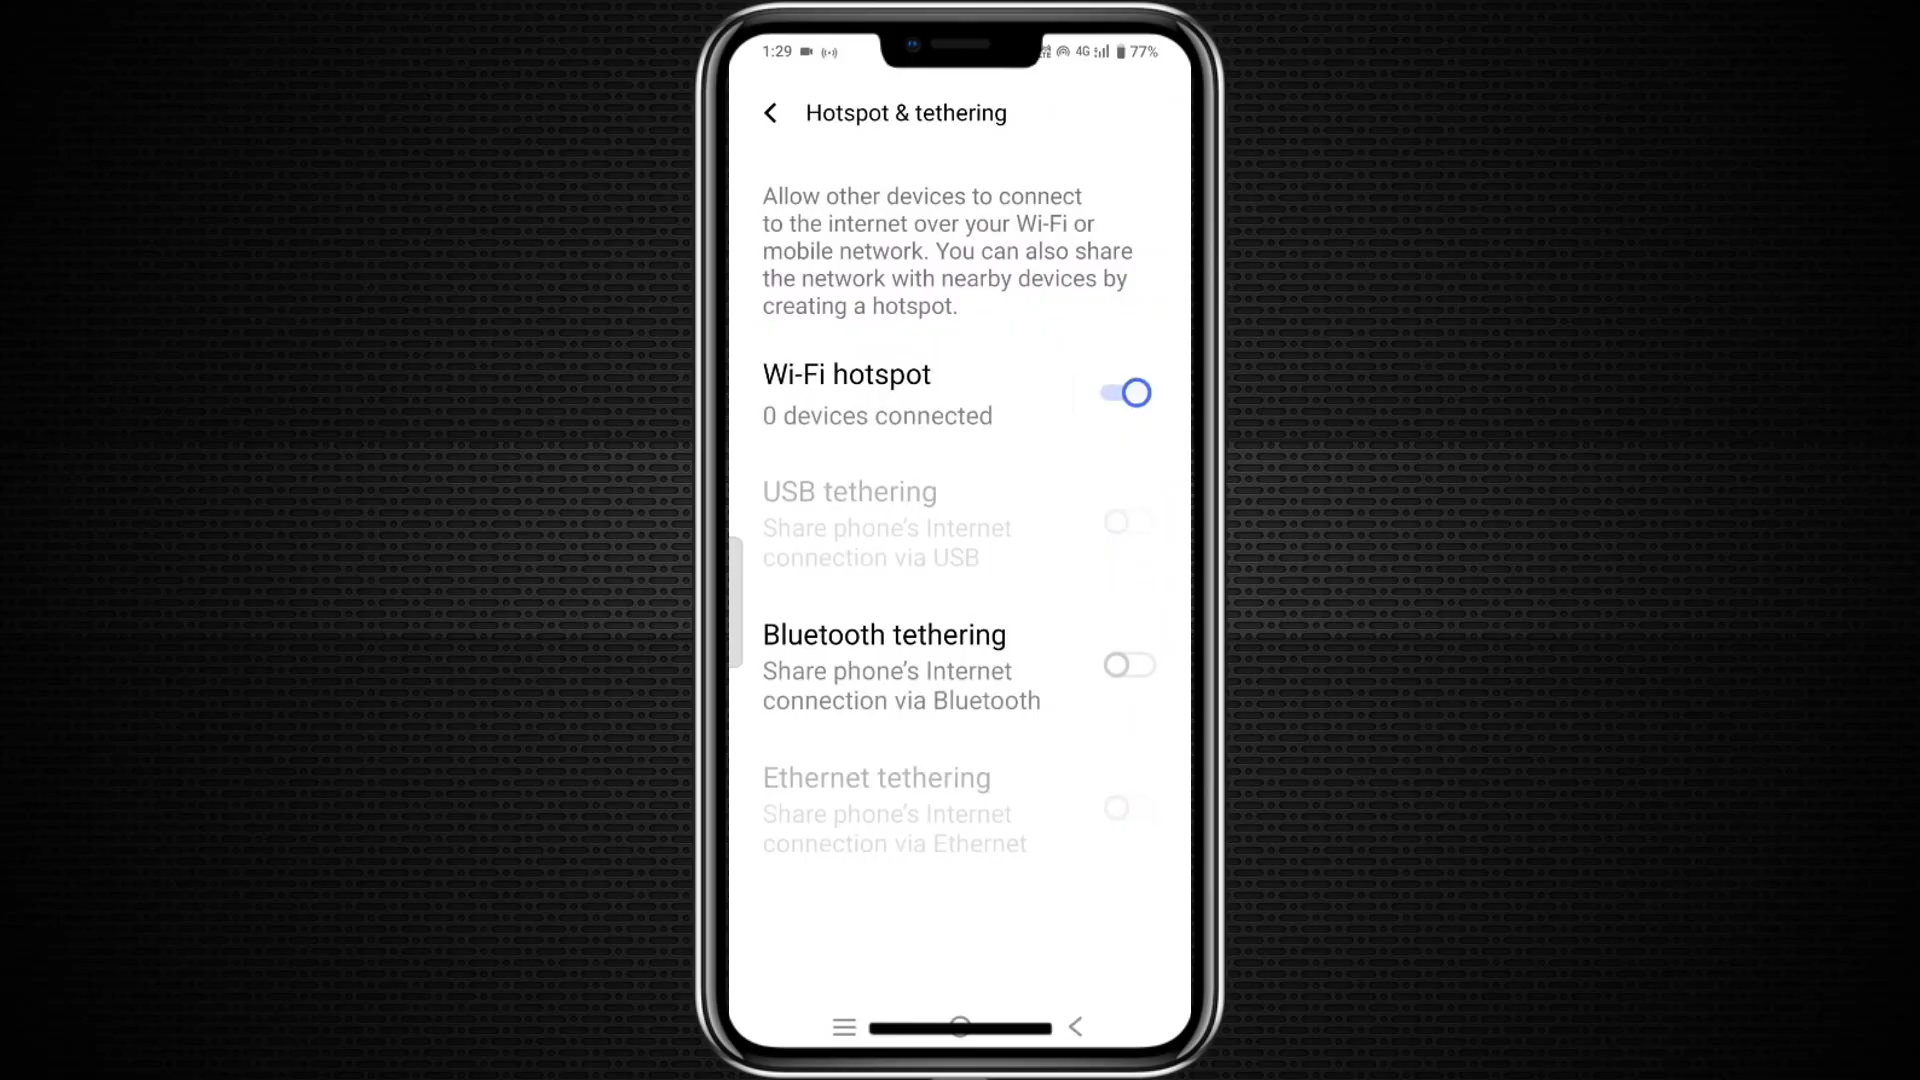 1:29
4G
77%
Hotspot & tethering
Allow other devices to connect
to the internet over your Wi-Fi or
mobile network. You can also share
the network with nearby devices by
creating a hotspot.
Wi-Fi hotspot
0 devices connected
USB tethering
Share phone’s Internet
connection via USB
Bluetooth tethering
Share phone’s Internet
connection via Bluetooth
Ethernet tethering
Share phone’s Internet
connection via Ethernet